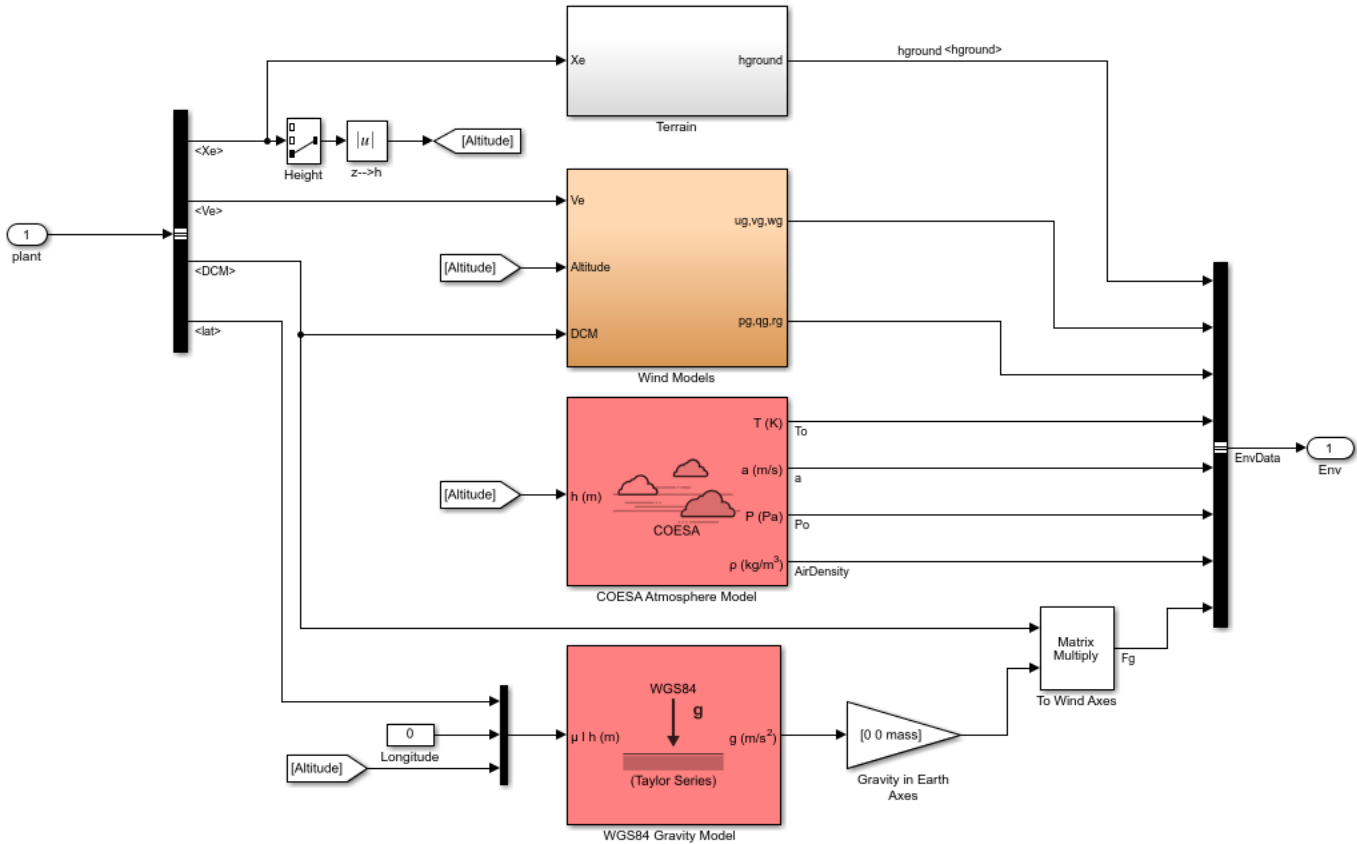 Xe
hground
hground <hground>
Terrain
<Xe>
Height
|u|
z-->h
[Altitude]
<Ve>
1
plant
<DCM>
<lat>
Ve
ug,vg,wg
[Altitude]
Altitude
pg,qg,rg
DCM
Wind Models
T (K)
To
a (m/s)
a
[Altitude]
h (m)
COESA
P (Pa)
Po
ρ (kg/m³)
AirDensity
COESA Atmosphere Model
EnvData
1
Env
Matrix
Multiply
Fg
To Wind Axes
WGS84
g
0
Longitude
[Altitude]
μ l h (m)
g (m/s²)
(Taylor Series)
WGS84 Gravity Model
[0 0 mass]
Gravity in Earth
Axes